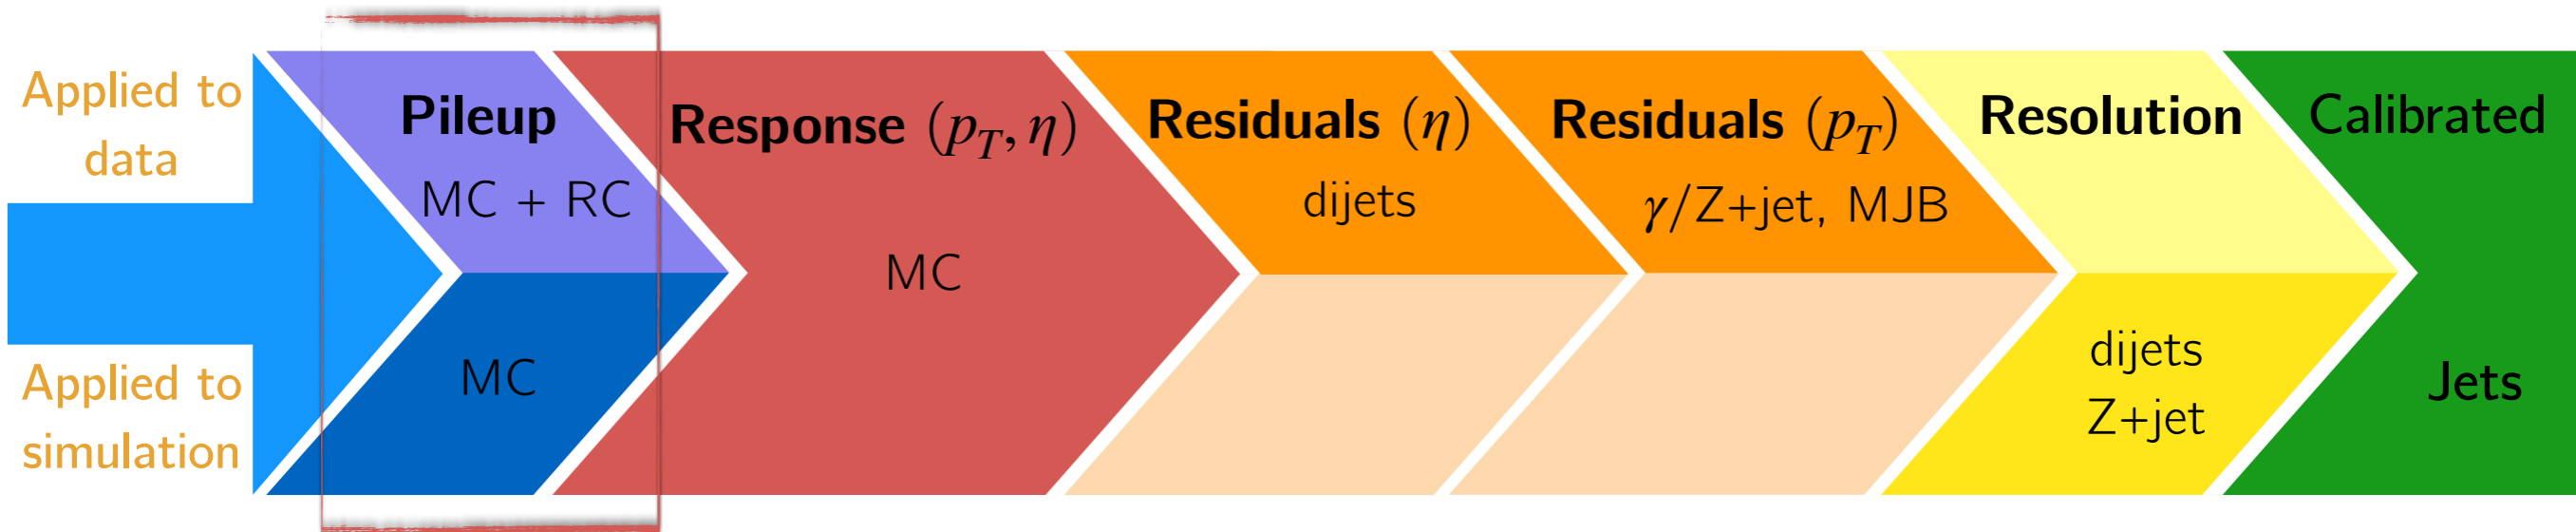 Applied to
data
Applied to
simulation
Pileup
MC + RC
MC
Response (p_T, η)
MC
Residuals (η)
dijets
Residuals (p_T)
γ/Z+jet, MJB
Resolution
dijets
Z+jet
Calibrated
Jets